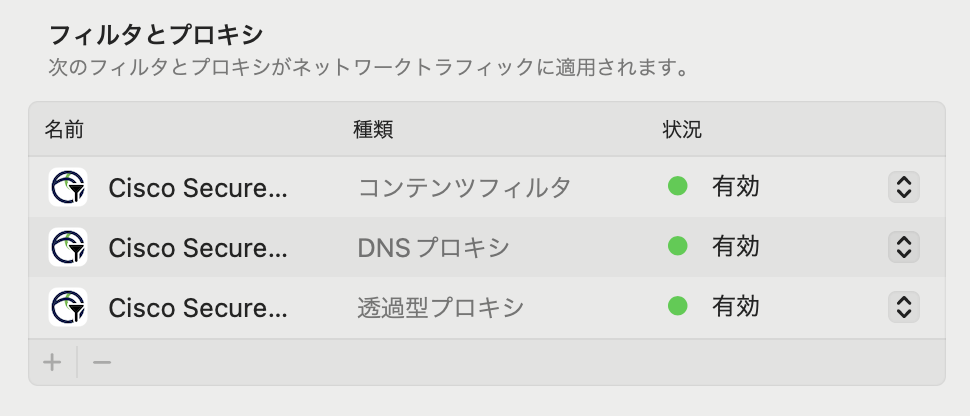 フィルタとプロキシ
次のフィルタとプロキシがネットワークトラフィックに適用されます。
名前 種類 状況
Cisco Secure... コンテンツフィルタ 有効
Cisco Secure... DNS プロキシ 有効
Cisco Secure... 透過型プロキシ 有効